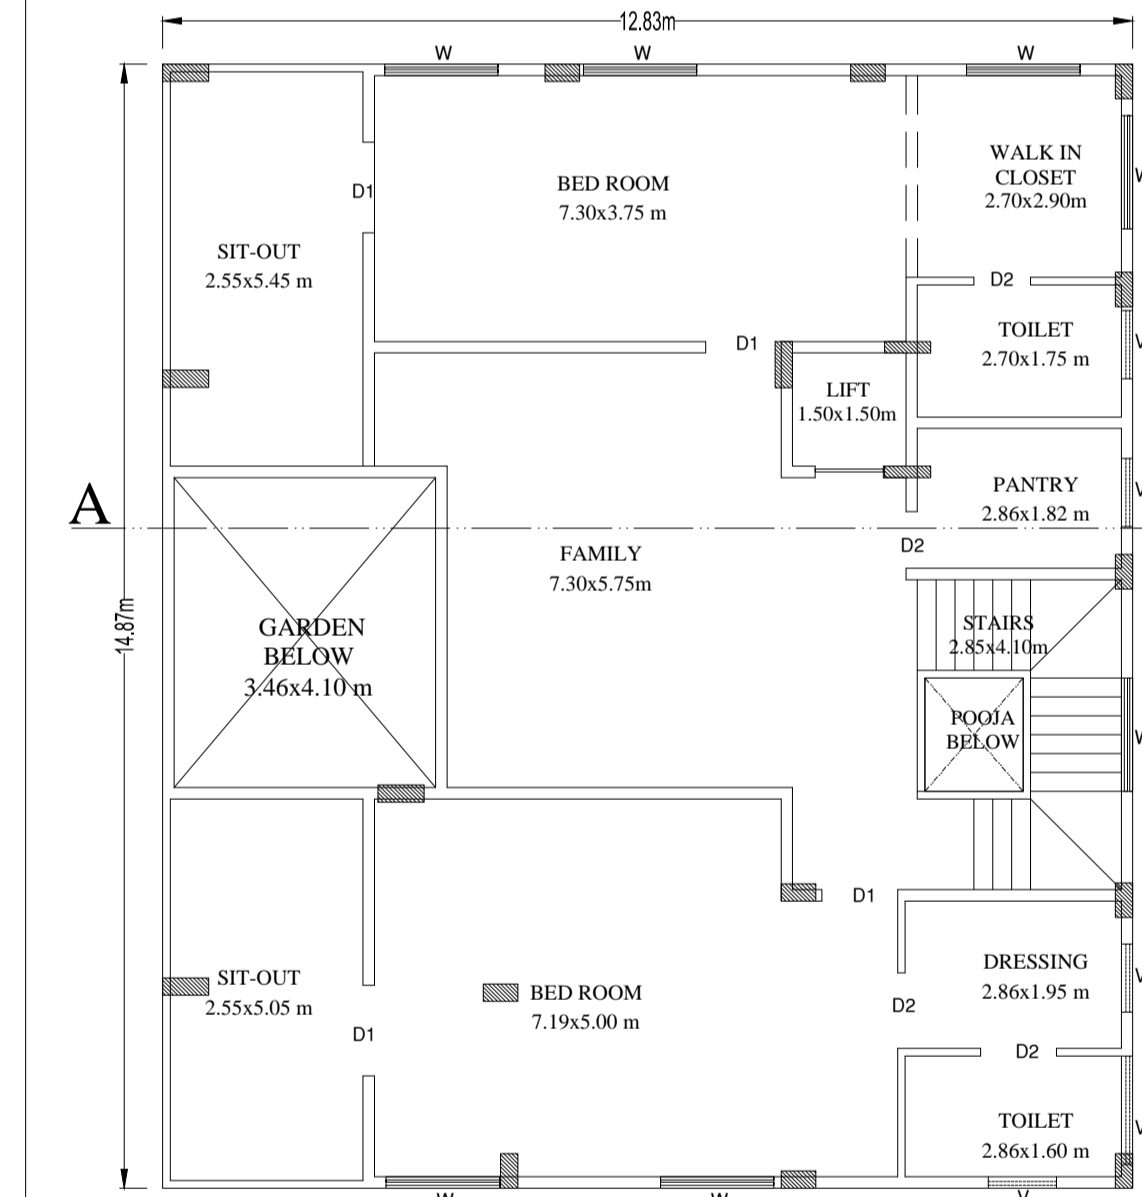 12.83m
W
W
W
WALK IN
CLOSET
2.70x2.90m
W
BED ROOM
7.30x3.75 m
D1
SIT-OUT
2.55x5.45 m
D2
TOILET
2.70x1.75 m
V
D1
LIFT
1.50x1.50m
PANTRY
2.86x1.82 m
V
A
D2
FAMILY
7.30x5.75m
14.87m
GARDEN
BELOW
3.46x4.10 m
STAIRS
2.85x4.10m
POOJA
BELOW
W
D1
DRESSING
2.86x1.95 m
V
SIT-OUT
2.55x5.05 m
BED ROOM
7.19x5.00 m
D2
D1
D2
TOILET
2.86x1.60 m
V
W
W
V